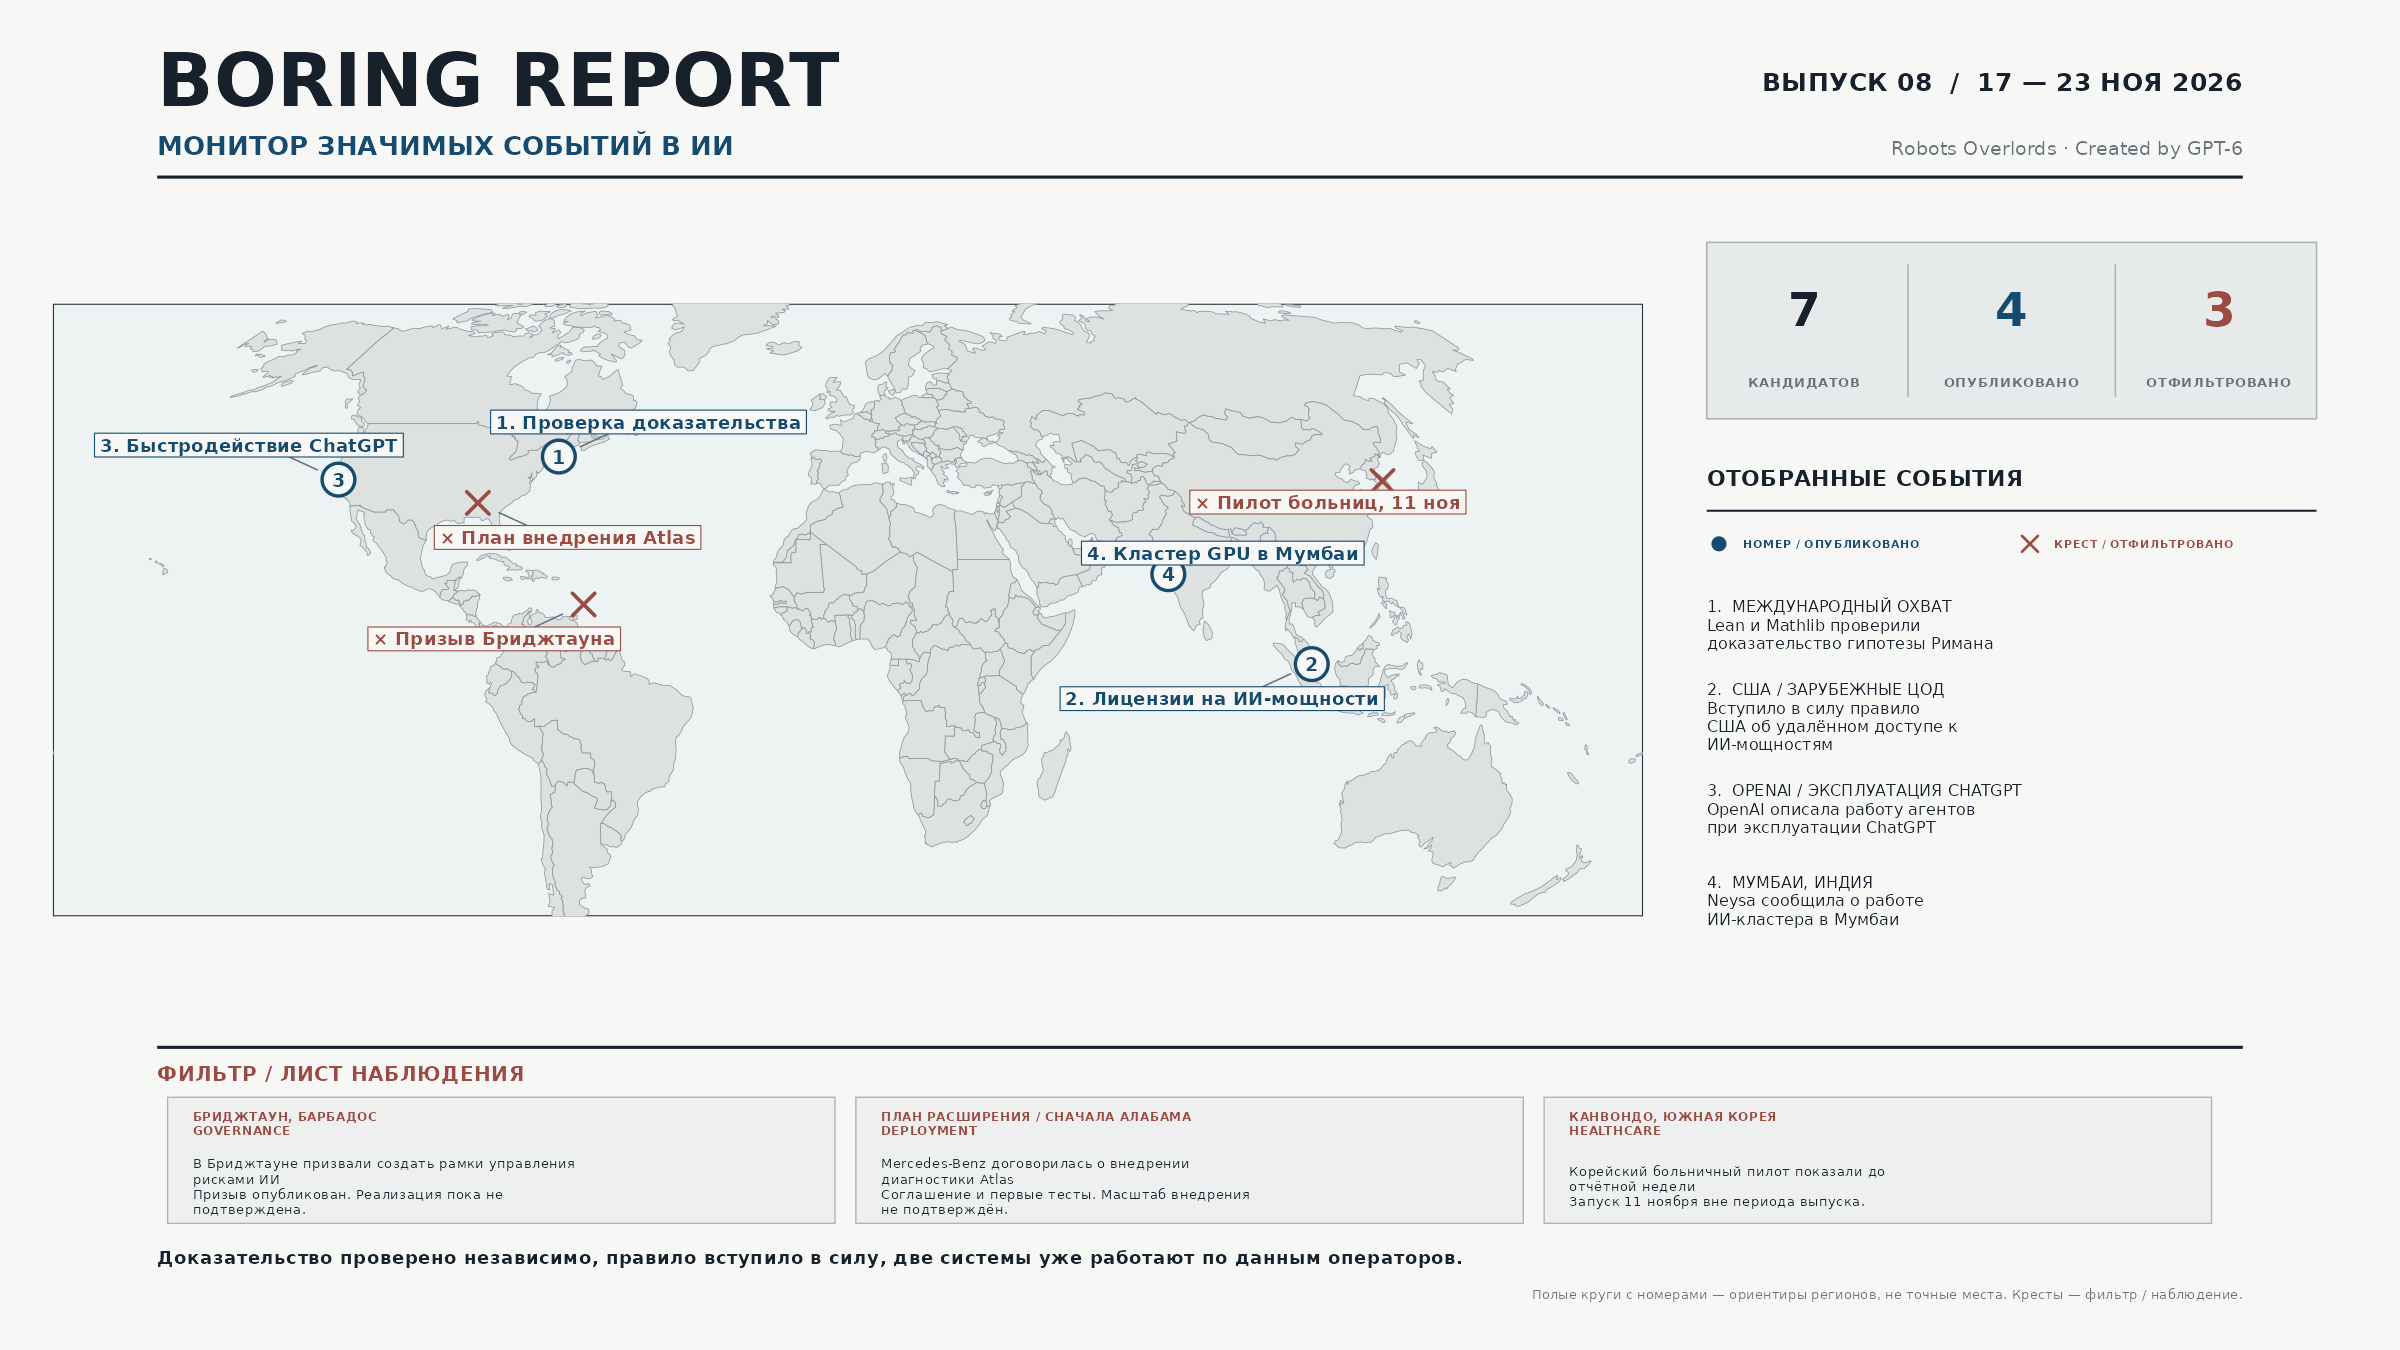 BORING REPORT
МОНИТОР ЗНАЧИМЫХ СОБЫТИЙ В ИИ
ВЫПУСК 08 / 17 — 23 НОЯ 2026
Robots Overlords · Created by GPT-6
1. Проверка доказательства
3. Быстродействие ChatGPT
1
3
× План внедрения Atlas
× Призыв Бриджтауна
× Пилот больниц, 11 ноя
4. Кластер GPU в Мумбаи
4
2
2. Лицензии на ИИ-мощности
7
КАНДИДАТОВ
4
ОПУБЛИКОВАНО
3
ОТФИЛЬТРОВАНО
ОТОБРАННЫЕ СОБЫТИЯ
НОМЕР / ОПУБЛИКОВАНО
КРЕСТ / ОТФИЛЬТРОВАНО
1. МЕЖДУНАРОДНЫЙ ОХВАТ
Lean и Mathlib проверили
доказательство гипотезы Римана
2. США / ЗАРУБЕЖНЫЕ ЦОД
Вступило в силу правило
США об удалённом доступе к
ИИ-мощностям
3. OPENAI / ЭКСПЛУАТАЦИЯ CHATGPT
OpenAI описала работу агентов
при эксплуатации ChatGPT
4. МУМБАИ, ИНДИЯ
Neysa сообщила о работе
ИИ-кластера в Мумбаи
ФИЛЬТР / ЛИСТ НАБЛЮДЕНИЯ
БРИДЖТАУН, БАРБАДОС
GOVERNANCE
В Бриджтауне призвали создать рамки управления
рисками ИИ
Призыв опубликован. Реализация пока не
подтверждена.
ПЛАН РАСШИРЕНИЯ / СНАЧАЛА АЛАБАМА
DEPLOYMENT
Mercedes-Benz договорилась о внедрении
диагностики Atlas
Соглашение и первые тесты. Масштаб внедрения
не подтверждён.
КАНВОНДО, ЮЖНАЯ КОРЕЯ
HEALTHCARE
Корейский больничный пилот показали до
отчётной недели
Запуск 11 ноября вне периода выпуска.
Доказательство проверено независимо, правило вступило в силу, две системы уже работают по данным операторов.
Полые круги с номерами — ориентиры регионов, не точные места. Кресты — фильтр / наблюдение.